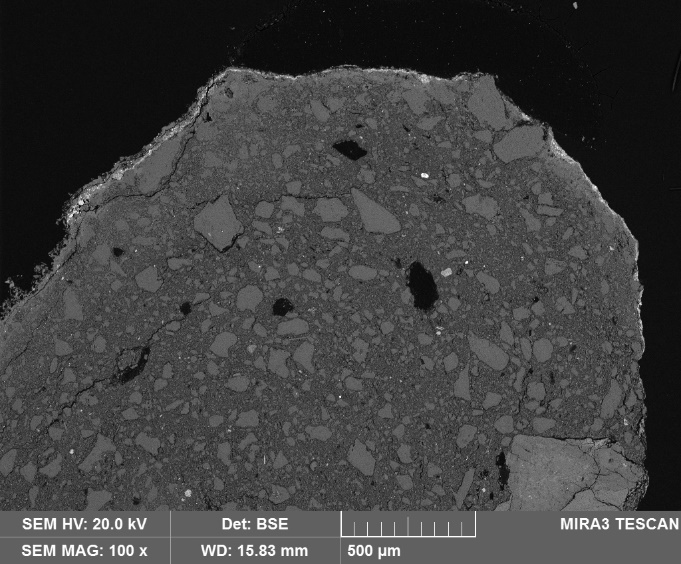 SEM HV: 20.0 kV Det: BSE MIRA3 TESCAN
SEM MAG: 100 x WD: 15.83 mm 500 µm